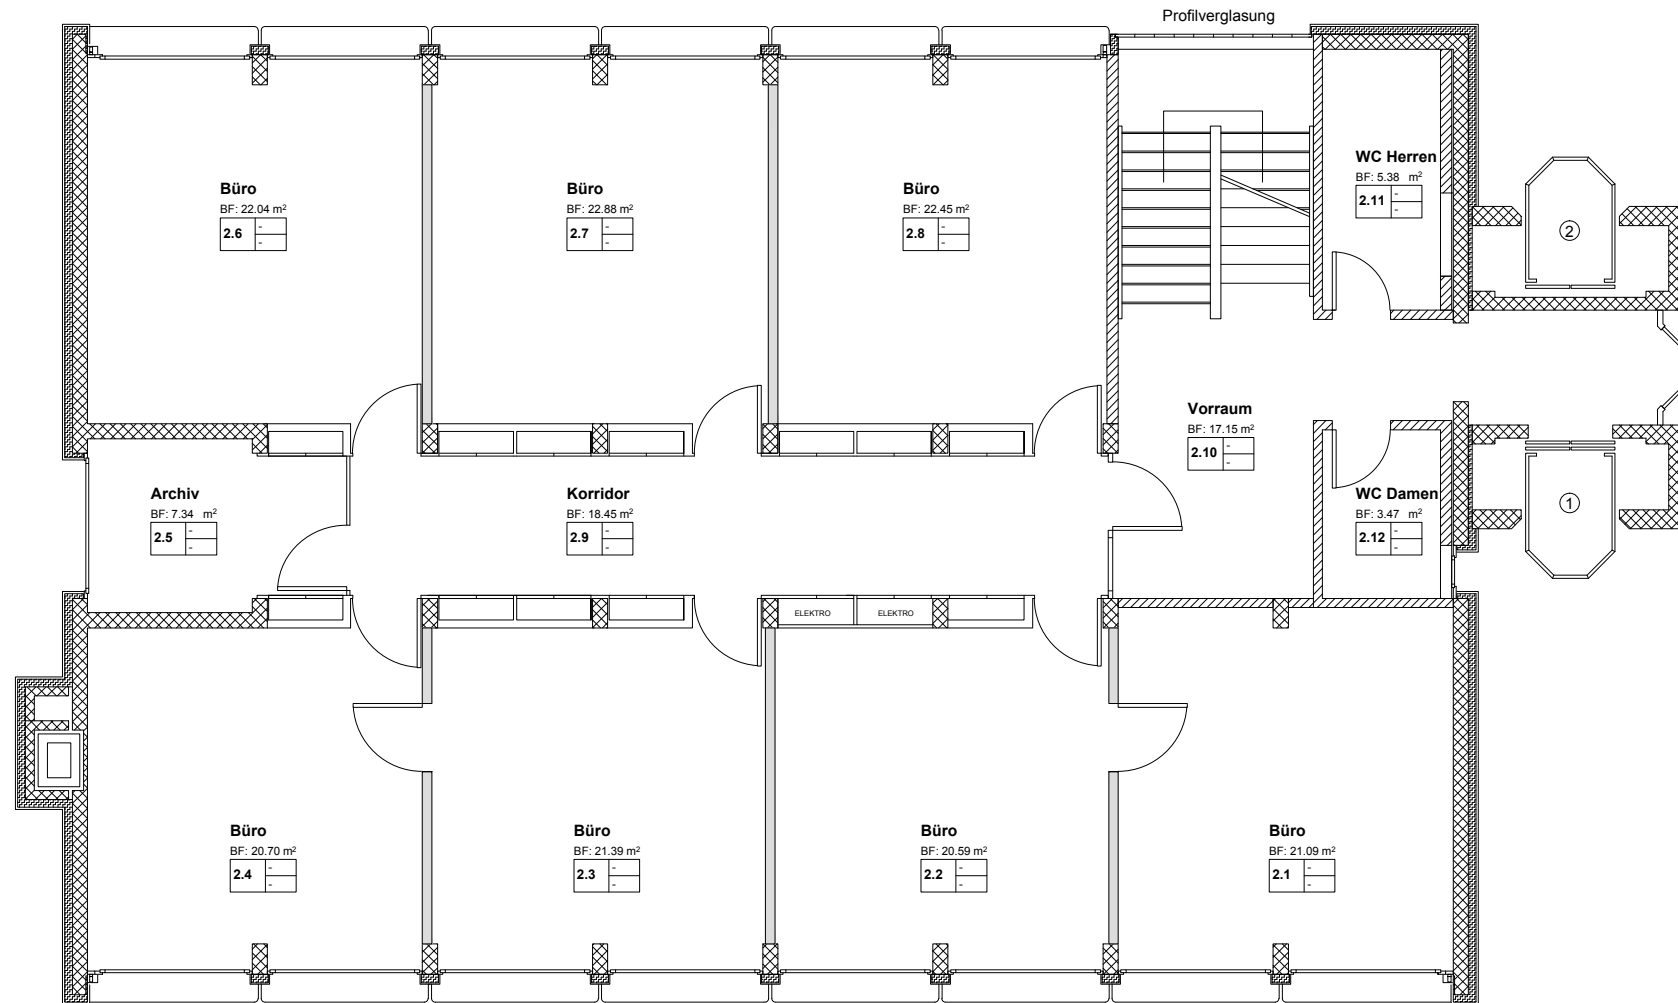 Profilverglasung
WC Herren
BF: 5.38 m²
2.11
-
-
Büro
BF: 22.04 m²
2.6
-
-
Büro
BF: 22.88 m²
2.7
-
-
Büro
BF: 22.45 m²
2.8
-
-
2
Vorraum
BF: 17.15 m²
2.10
-
-
Archiv
BF: 7.34 m²
2.5
-
-
Korridor
BF: 18.45 m²
2.9
-
-
WC Damen
BF: 3.47 m²
2.12
-
-
1
ELEKTRO
ELEKTRO
Büro
BF: 20.70 m²
2.4
-
-
Büro
BF: 21.39 m²
2.3
-
-
Büro
BF: 20.59 m²
2.2
-
-
Büro
BF: 21.09 m²
2.1
-
-